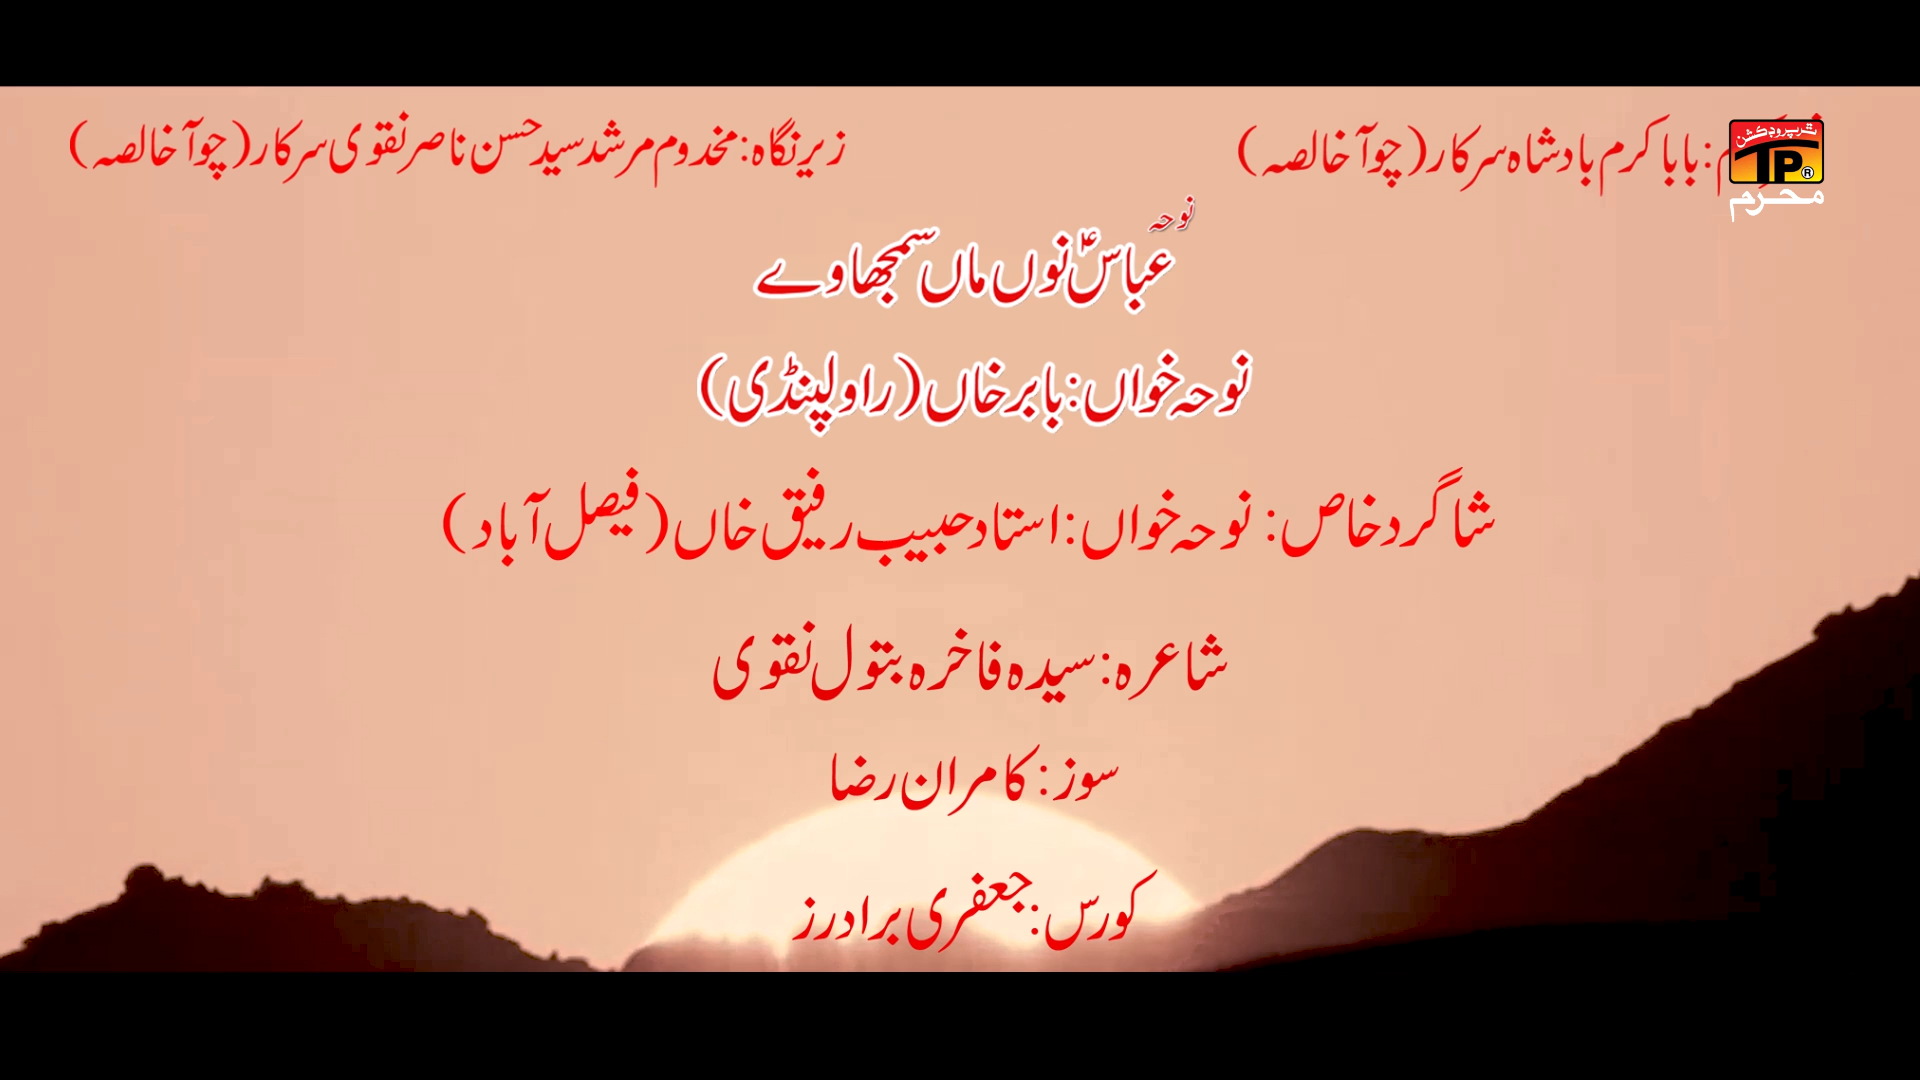 :بابا کرم بادشاہ سرکار (چوآ خالصہ)
زیر نگاہ: مخدوم مرشد سید حسن ناصر نقوی سرکار (چوآ خالصہ)
تھر پروڈکشن
TP®
محرم
نوحہ
عباسؑ نوں ماں سمجھاوے
نوحہ خواں: بابر خاں (راولپنڈی)
شاگرد خاص: نوحہ خواں: استاد حبیب رفیق خاں (فیصل آباد)
شاعرہ: سیدہ فاخرہ بتول نقوی
سوز: کامران رضا
کورس: جعفری برادرز